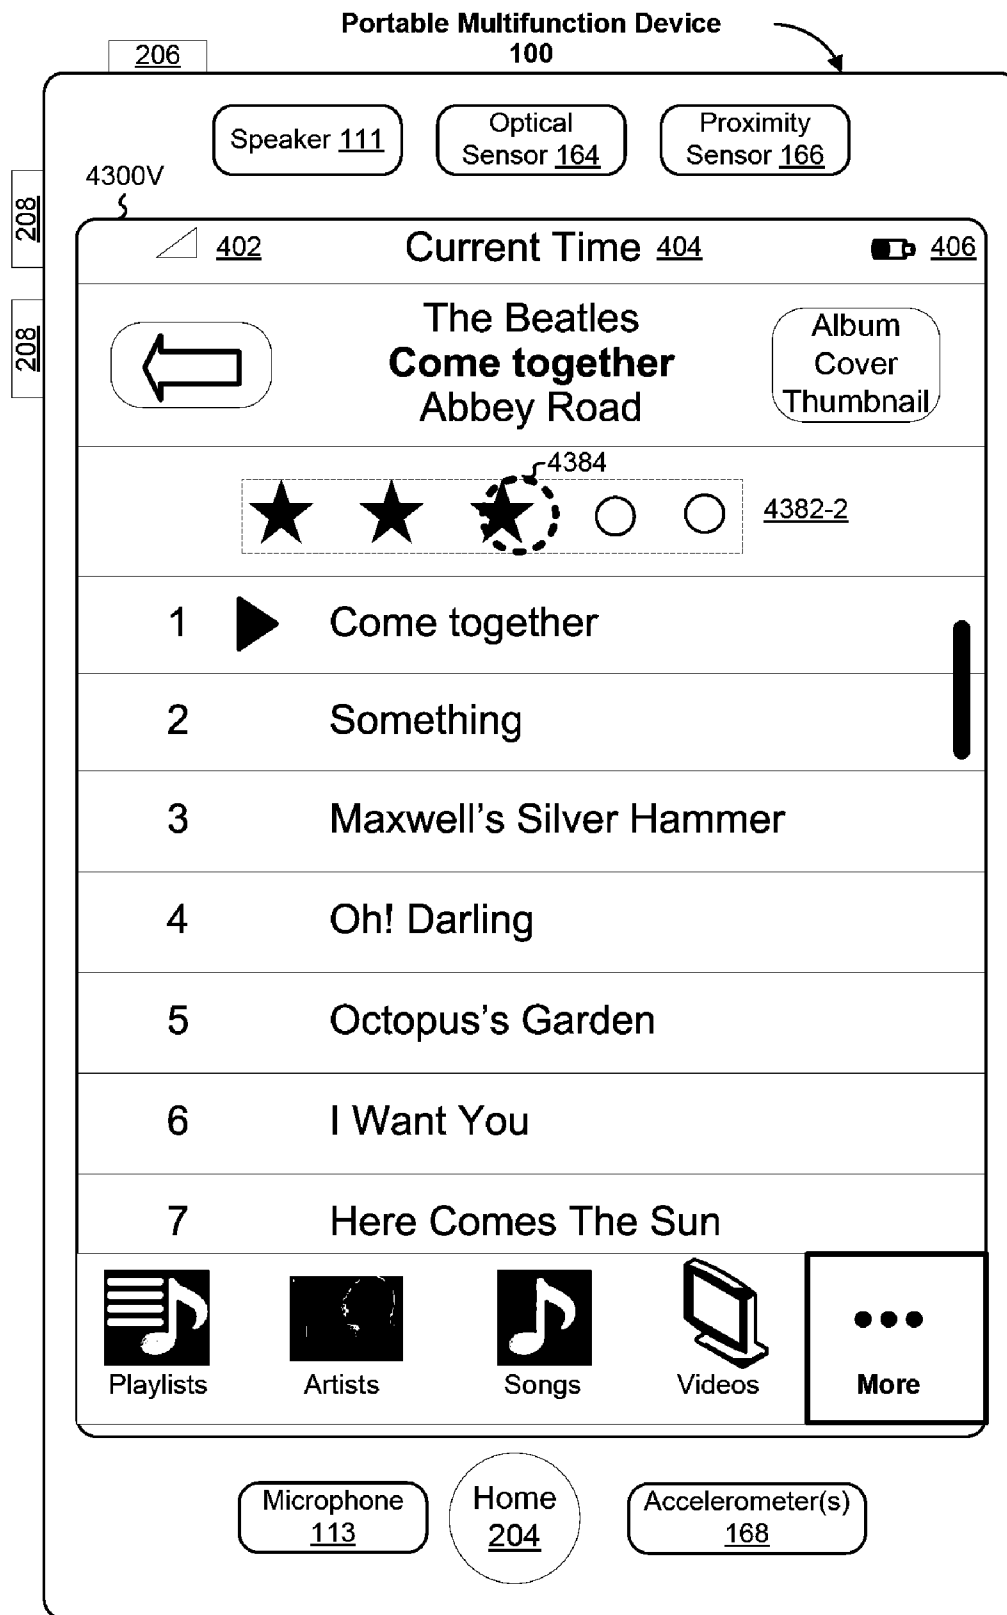 Portable Multifunction Device
100
206
Speaker 111
Optical
Sensor 164
Proximity
Sensor 166
4300V
208
208
402
Current Time 404
406
The Beatles
Come together
Abbey Road
Album
Cover
Thumbnail
4384
4382-2
1 Come together
2 Something
3 Maxwell's Silver Hammer
4 Oh! Darling
5 Octopus's Garden
6 I Want You
7 Here Comes The Sun
Playlists
Artists
Songs
Videos
More
Microphone
113
Home
204
Accelerometer(s)
168